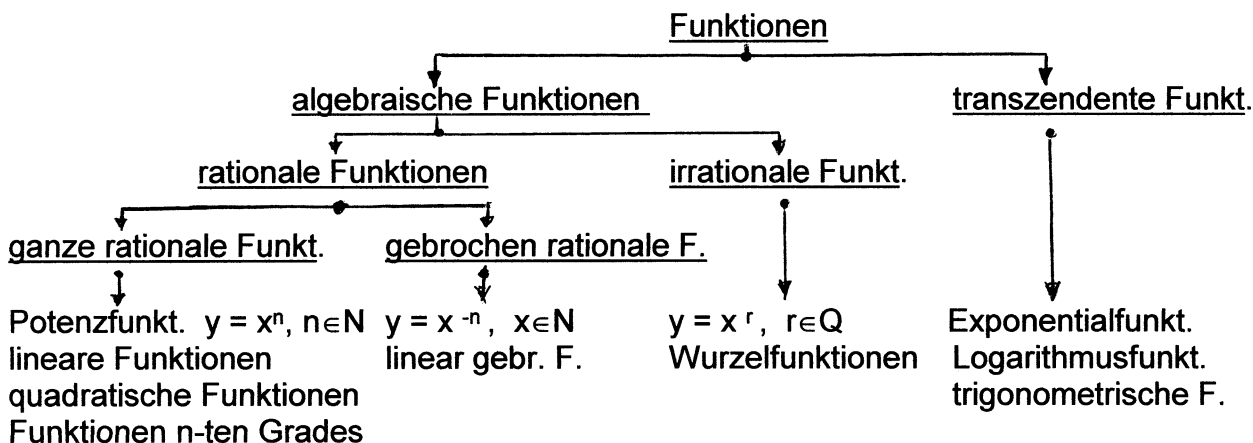 Funktionen
algebraische Funktionen transzendente Funkt.
rationale Funktionen irrationale Funkt.
ganze rationale Funkt. gebrochen rationale F.
Potenzfunkt. y = xⁿ, n∈N y = x ⁻ⁿ, x∈N y = x ʳ, r∈Q Exponentialfunkt.
lineare Funktionen linear gebr. F. Wurzelfunktionen Logarithmusfunkt.
quadratische Funktionen trigonometrische F.
Funktionen n-ten Grades